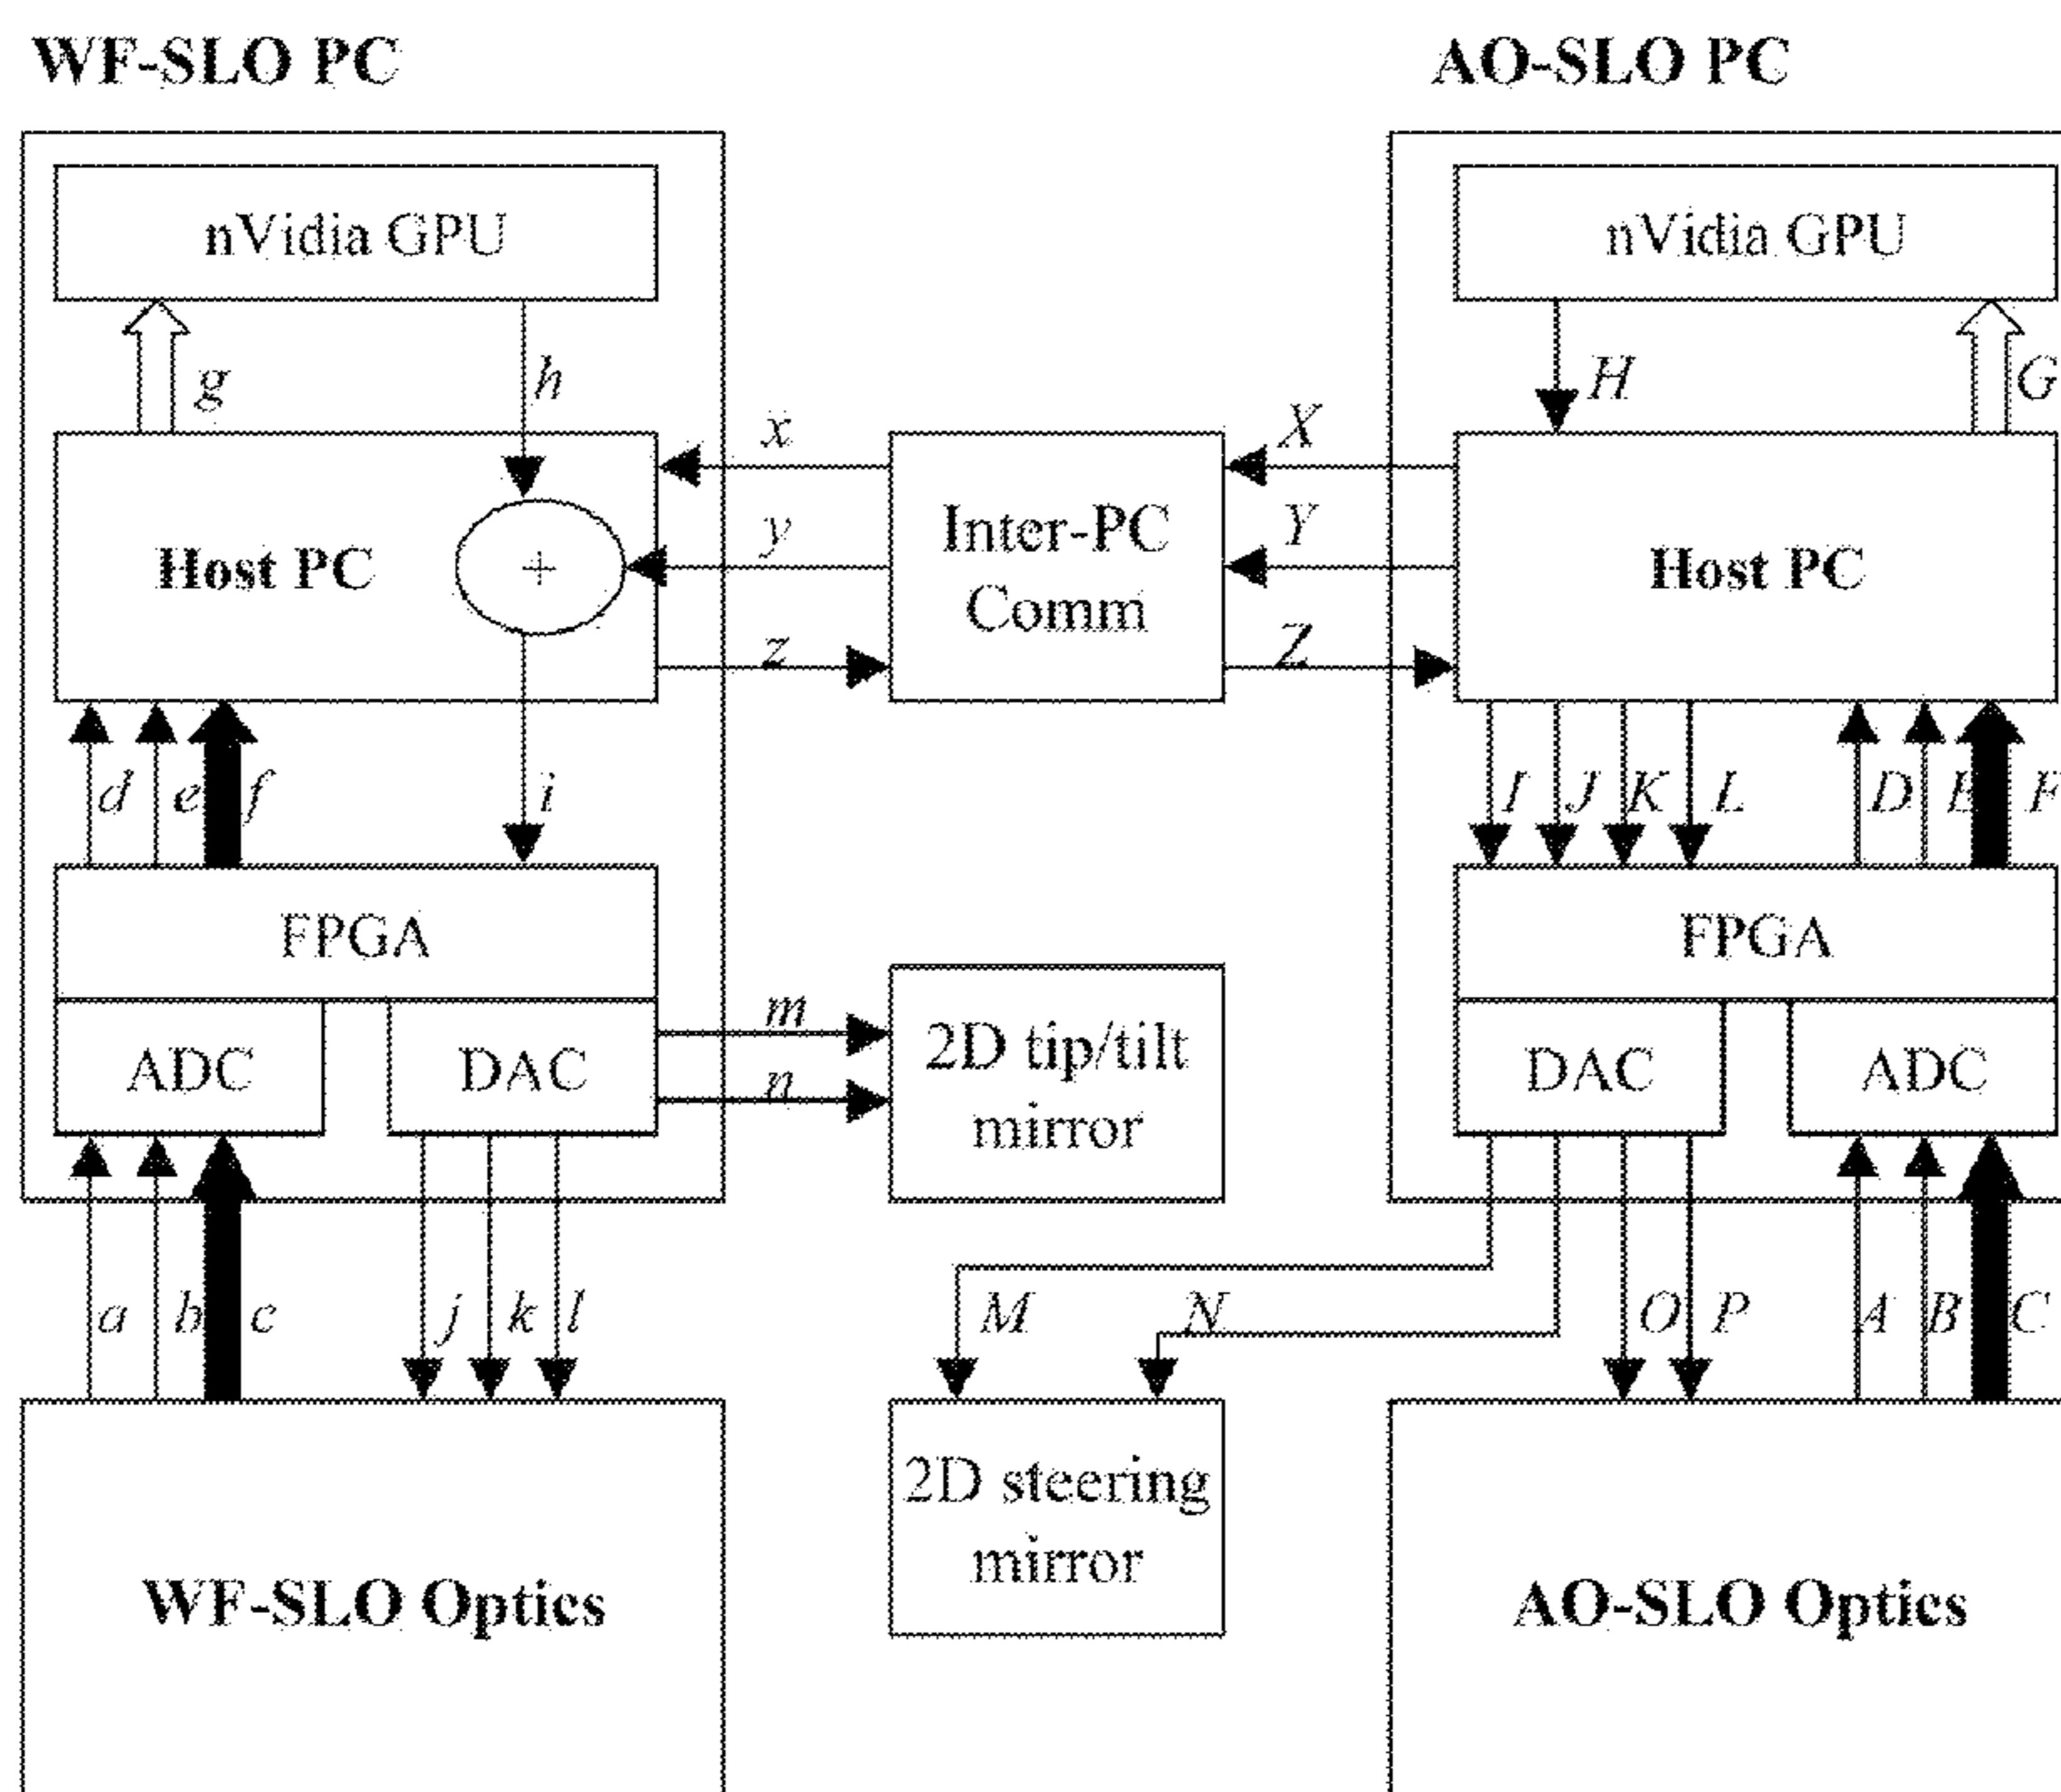 WF-SLO PC
AO-SLO PC
nVidia GPU
nVidia GPU
g
h
H
G
x
X
Host PC
+
y
Inter-PC
Comm
Y
Host PC
z
Z
d
e
f
i
I
J
K
L
D
E
F
FPGA
FPGA
ADC
DAC
m
n
2D tip/tilt
mirror
DAC
ADC
a
b
c
j
k
l
M
N
O
P
A
B
C
WF-SLO Optics
2D steering
mirror
AO-SLO Optics